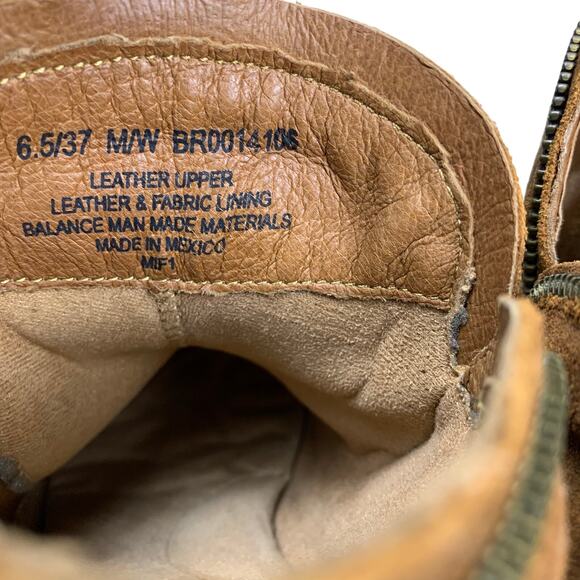 6.5/37 M/W BR0014106
LEATHER UPPER
LEATHER & FABRIC LINING
BALANCE MAN MADE MATERIALS
MADE IN MEXICO
MIF1